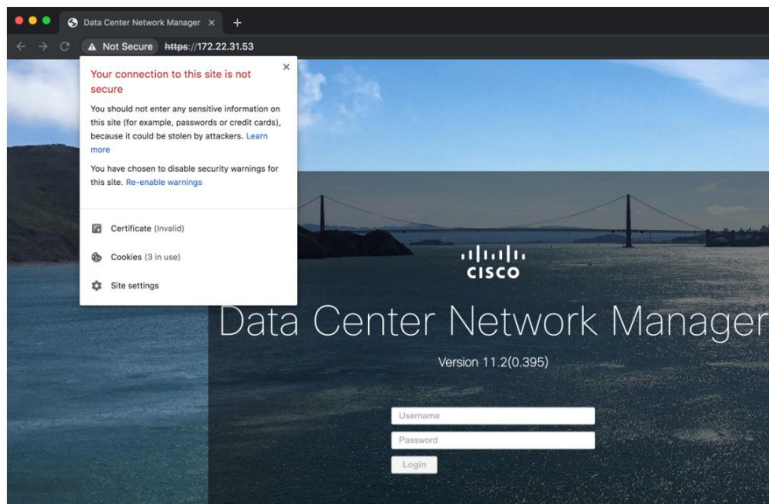 Data Center Network Manager
Not Secure https://172.22.31.53
Your connection to this site is not
secure
You should not enter any sensitive information on
this site (for example, passwords or credit cards),
because it could be stolen by attackers. Learn
more
You have chosen to disable security warnings for
this site. Re-enable warnings
Certificate (Invalid)
Cookies (3 in use)
Site settings
CISCO
Data Center Network Manager
Version 11.2(0.395)
Username
Password
Login